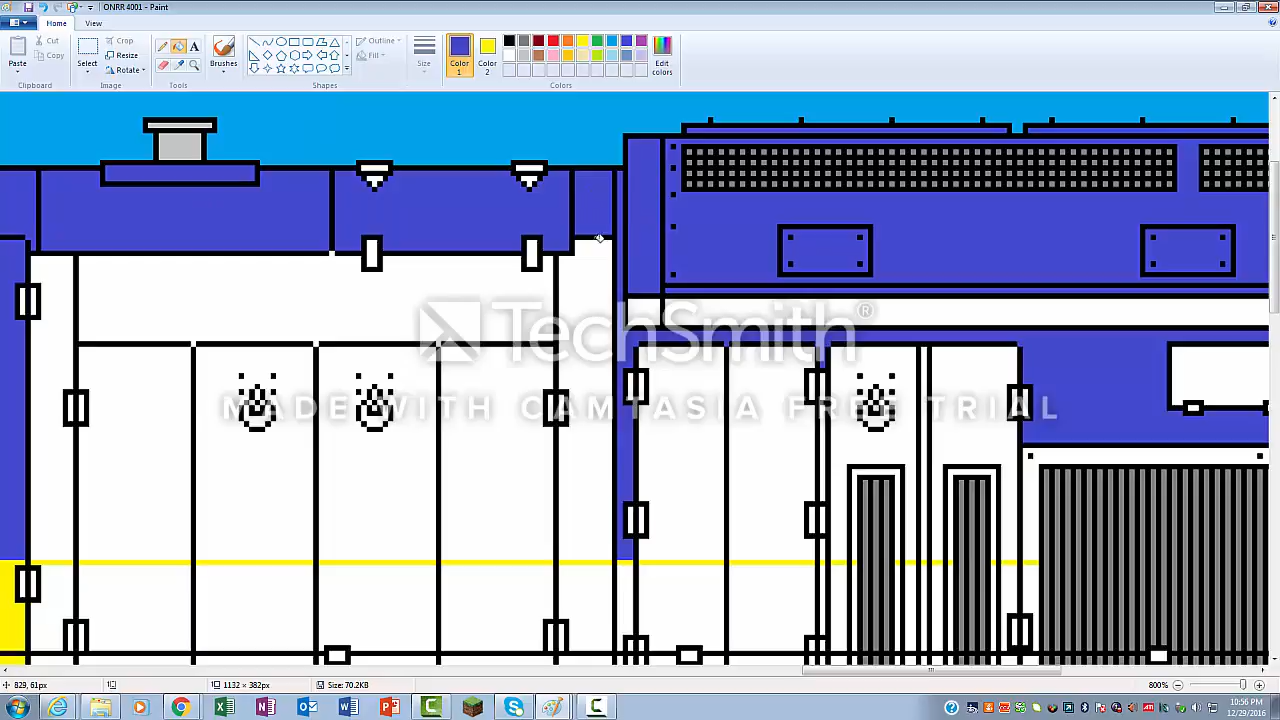 ONRR 4001 - Paint
Home
View
Paste
Cut
Copy
Clipboard
Select
Crop
Resize
Rotate
Image
A
Tools
Brushes
Outline
Fill
Shapes
Size
Color 1
Color 2
Edit colors
Colors
TechSmith®
MADE WITH CAMTASIA FREE TRIAL
829, 61px
1132 × 382px
Size: 70.2KB
800%
10:56 PM
12/29/2016